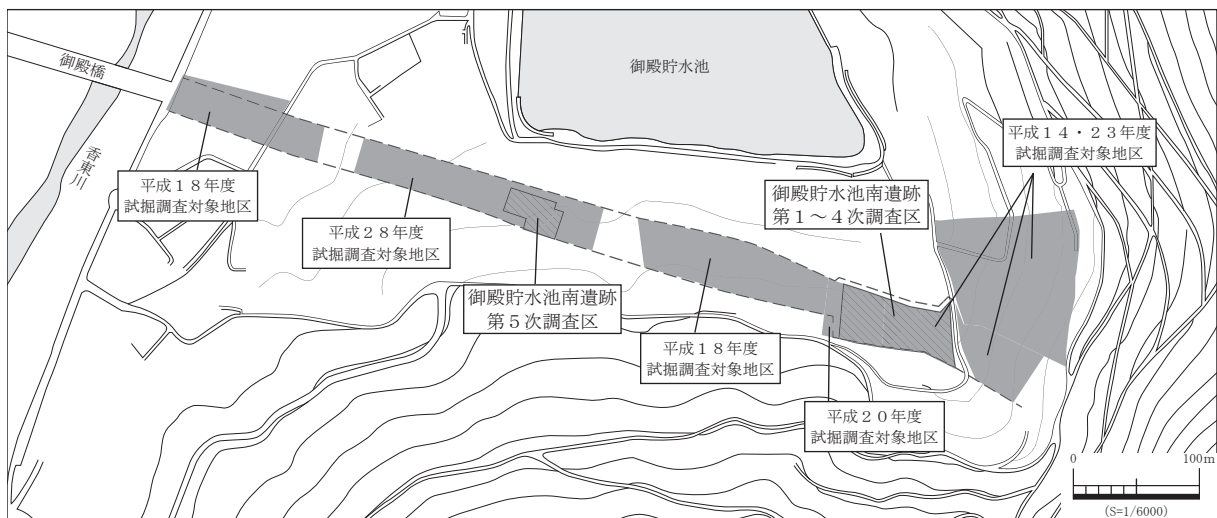 御殿橋
香東川
御殿貯水池
平成１８年度
試掘調査対象地区
平成２８年度
試掘調査対象地区
御殿貯水池南遺跡
第５次調査区
平成１８年度
試掘調査対象地区
平成２０年度
試掘調査対象地区
御殿貯水池南遺跡
第１～４次調査区
平成１４・２３年度
試掘調査対象地区
0 100m
(S=1/6000)